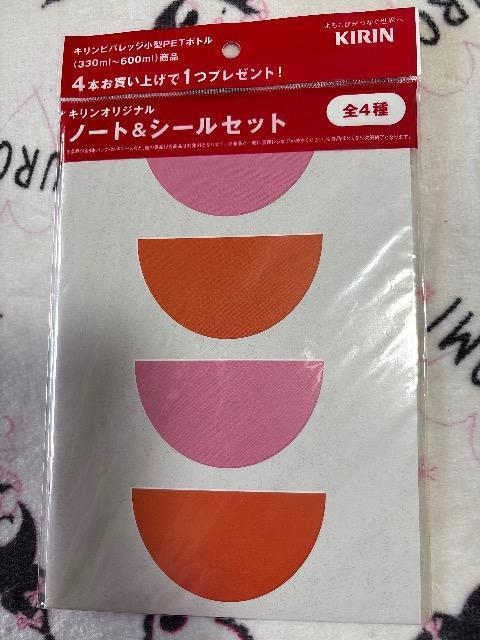 よろこびがつなぐ世界へ
KIRIN
キリンビバレッジ小型PETボトル
(330ml～600ml)商品
4本お買い上げで1つプレゼント!
キリンオリジナル
ノート&シールセット
全4種
KURO
ROMI